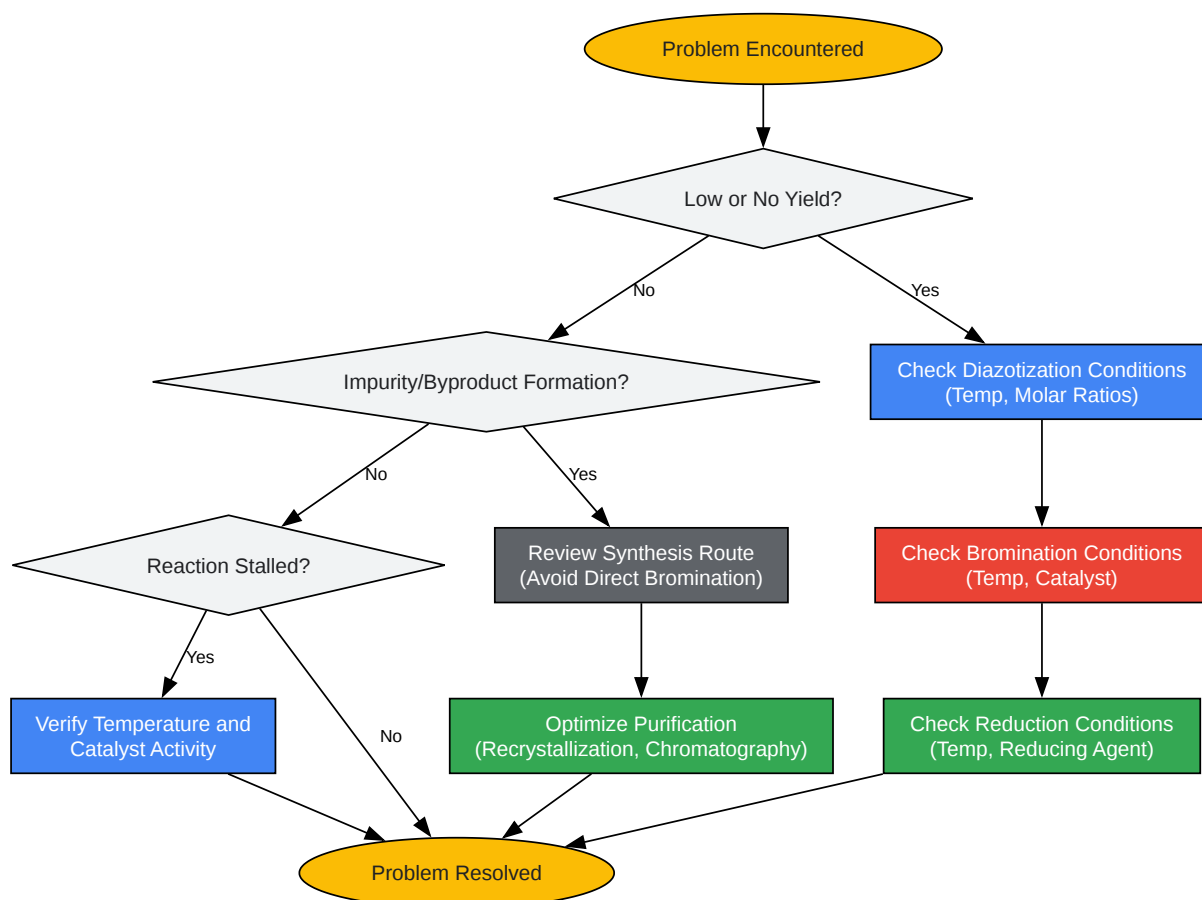 Problem Encountered
Low or No Yield?
No
Yes
Impurity/Byproduct Formation?
Check Diazotization Conditions
(Temp, Molar Ratios)
No
Yes
Reaction Stalled?
Review Synthesis Route
(Avoid Direct Bromination)
Check Bromination Conditions
(Temp, Catalyst)
Yes
No
Verify Temperature and
Catalyst Activity
Optimize Purification
(Recrystallization, Chromatography)
Check Reduction Conditions
(Temp, Reducing Agent)
Problem Resolved